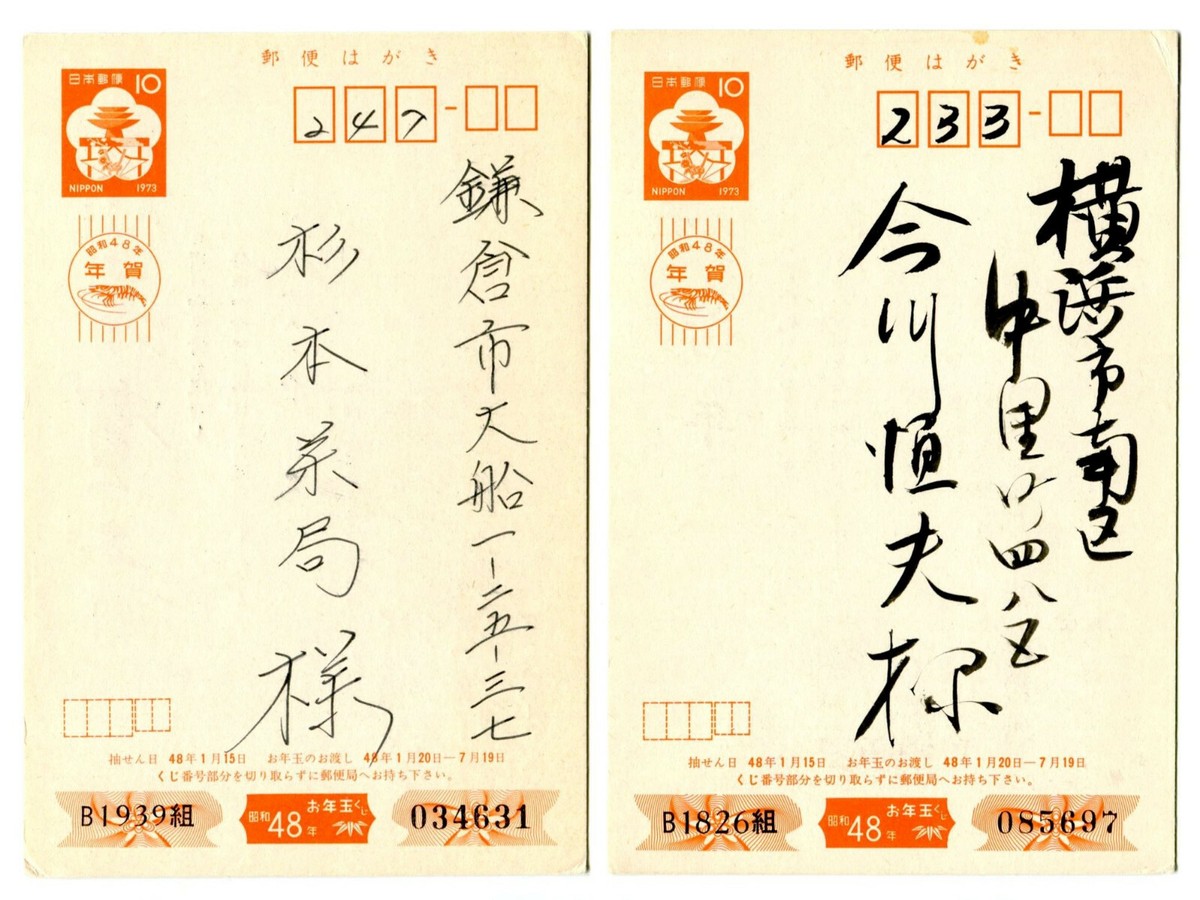 郵便はがき
日本郵便 10
NIPPON 1973
247-
昭和48年
年賀
鎌倉市大船一-二五-三七
杉本薬局
様
抽せん日 48年1月15日 お年玉のお渡し 48年1月20日—7月19日
くじ番号部分を切り取らずに郵便局へお持ち下さい。
B1939組
昭和48年
お年玉くじ
034631
郵便はがき
日本郵便 10
NIPPON 1973
233-
昭和48年
年賀
横浜市南区
中里町四八五
今川恒夫様
抽せん日 48年1月15日 お年玉のお渡し 48年1月20日—7月19日
くじ番号部分を切り取らずに郵便局へお持ち下さい。
B1826組
昭和48年
お年玉くじ
085697